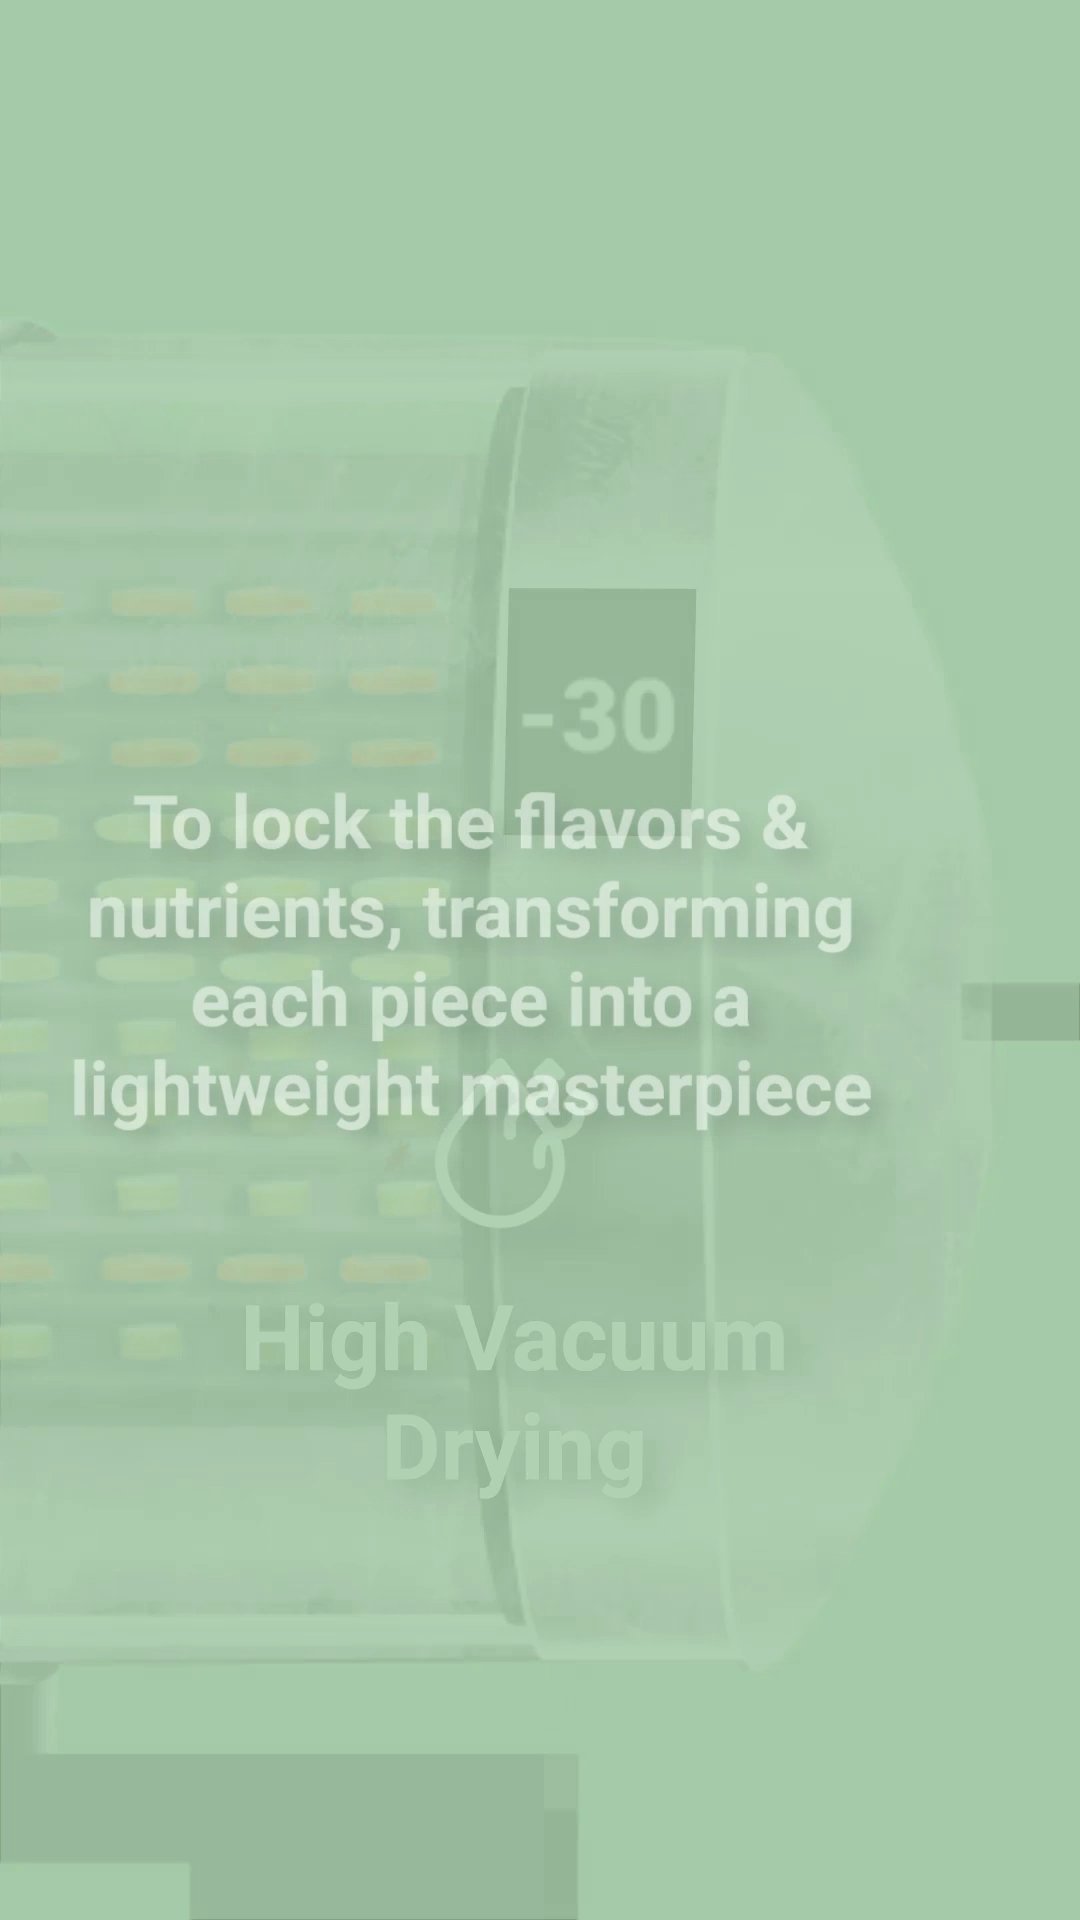 -30
To lock the flavors &
nutrients, transforming
each piece into a
lightweight masterpiece
High Vacuum
Drying